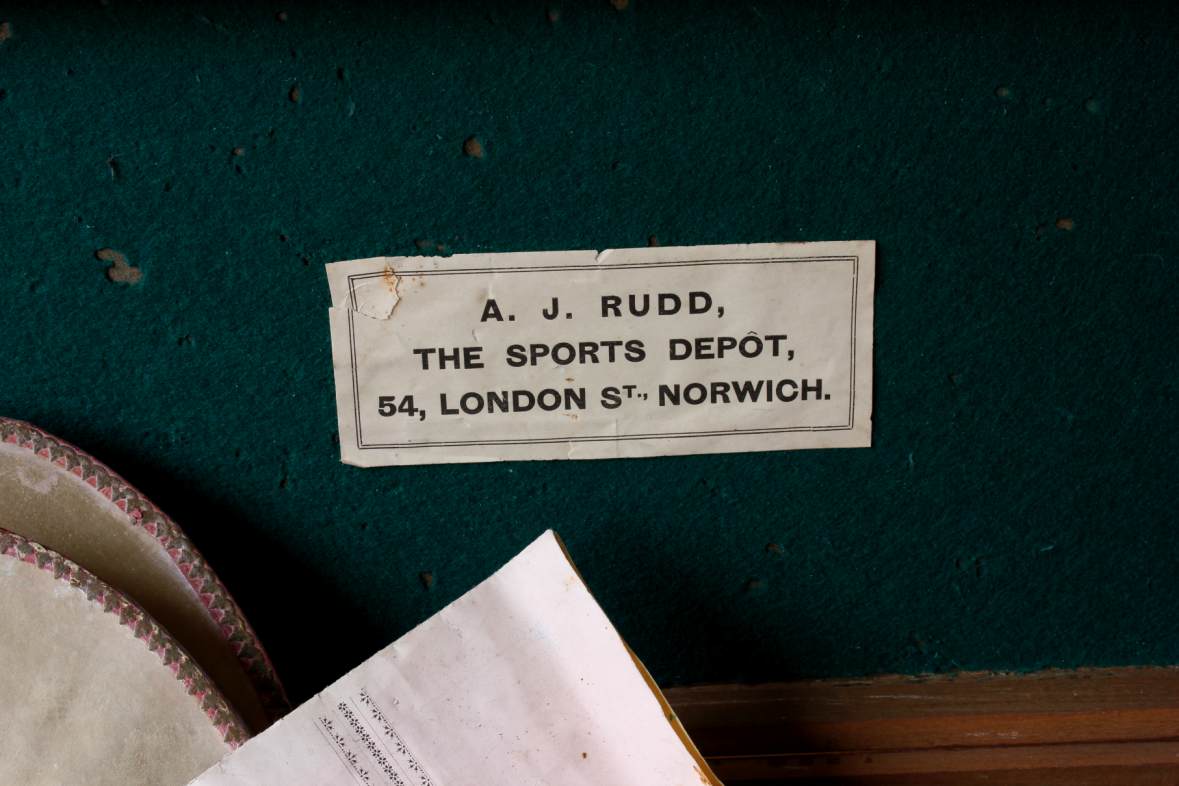 A. J. RUDD,
THE SPORTS DEPÔT,
54, LONDON ST., NORWICH.